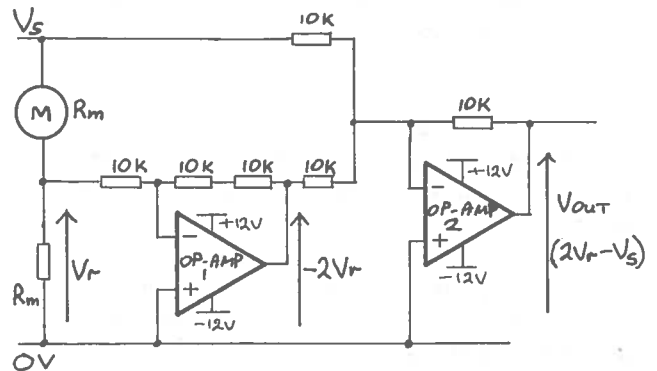 Vs
10K
M Rm
10K
10K 10K 10K 10K
+12V
- OP-AMP 2 +
-12V
VOUT
(2Vr-Vs)
+12V
- OP-AMP 1 +
-12V
Vr
-2Vr
Rm
0V